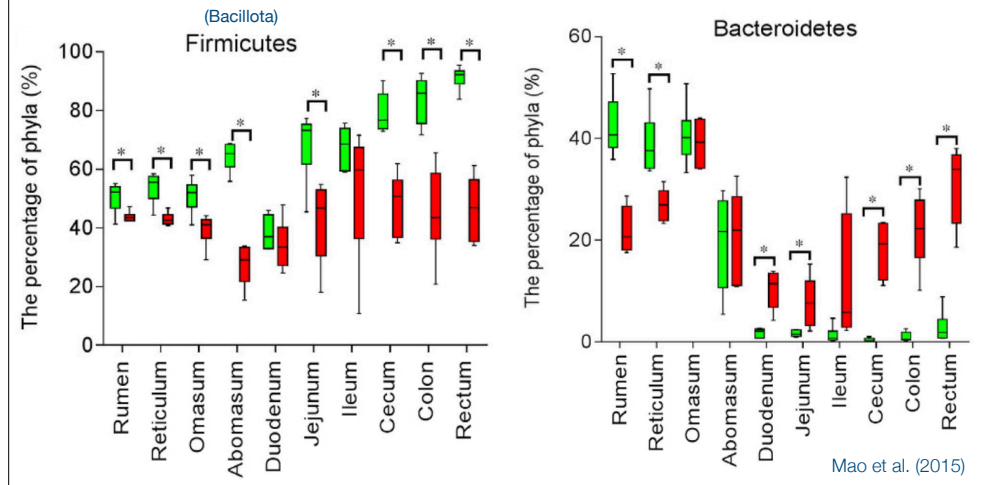 (Bacillota)
Firmicutes
The percentage of phyla (%)
100
80
60
40
20
0
* * * * * * * *
Rumen
Reticulum
Omasum
Abomasum
Duodenum
Jejunum
Ileum
Cecum
Colon
Rectum
Bacteroidetes
The percentage of phyla (%)
60
40
20
0
* * * * * * *
Rumen
Reticulum
Omasum
Abomasum
Duodenum
Jejunum
Ileum
Cecum
Colon
Rectum
Mao et al. (2015)